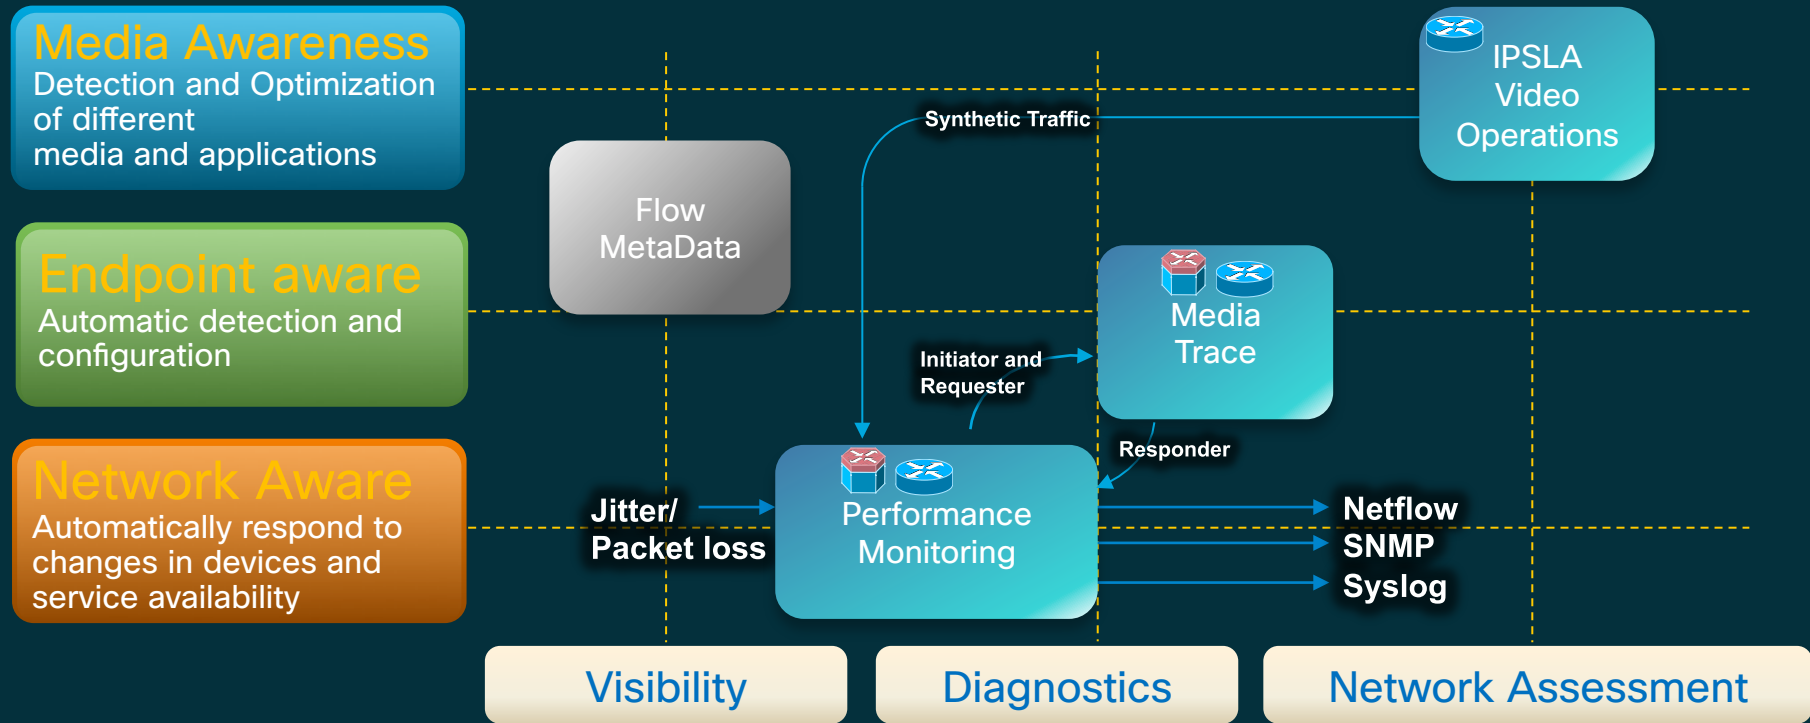 Media Awareness
Detection and Optimization
of different
media and applications
Endpoint aware
Automatic detection and
configuration
Network Aware
Automatically respond to
changes in devices and
service availability
Flow
MetaData
Synthetic Traffic
IPSLA
Video
Operations
Media
Trace
Initiator and
Requester
Responder
Jitter/
Packet loss
Performance
Monitoring
Netflow
SNMP
Syslog
Visibility
Diagnostics
Network Assessment